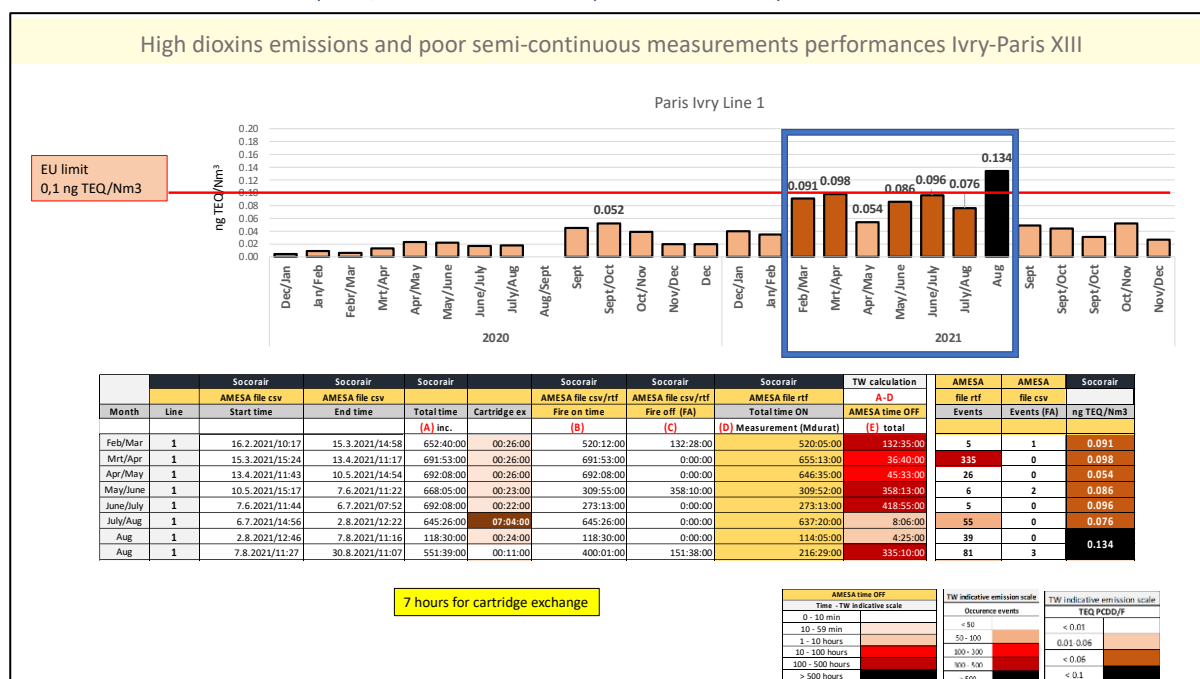 High dioxins emissions and poor semi-continuous measurements performances Ivry-Paris XIII
Paris Ivry Line 1
EU limit
0,1 ng TEQ/Nm3
ng TEQ/Nm³
0.20
0.18
0.16
0.14
0.12
0.10
0.08
0.06
0.04
0.02
0.00
0.052
0.091
0.098
0.054
0.086
0.096
0.076
0.134
Dec/Jan Jan/Feb Febr/Mar Mrt/Apr Apr/May May/June June/July July/Aug Aug/Sept Sept Sept/Oct Oct/Nov Nov/Dec Dec Dec/Jan Jan/Feb Feb/Mar Mrt/Apr Apr/May May/June June/July July/Aug Aug Sept Sept/Oct Sept/Oct Oct/Nov Nov/Dec
2020 2021
Socorair Socorair Socorair Socorair Socorair Socorair TW calculation AMESA AMESA Socorair
AMESA file csv AMESA file csv AMESA file csv/rtf AMESA file csv/rtf AMESA file rtf A-D file rtf file csv
Month Line Start time End time Total time Cartridge ex Fire on time Fire off (FA) Total time ON AMESA time OFF Events Events (FA) ng TEQ/Nm3
(A) inc. (B) (C) (D) Measurement (Mdurat) (E) total
Feb/Mar 1 16.2.2021/10:17 15.3.2021/14:58 652:40:00 00:26:00 520:12:00 132:28:00 520:05:00 132:35:00 5 1 0.091
Mrt/Apr 1 15.3.2021/15:24 13.4.2021/11:17 691:53:00 00:26:00 691:53:00 0:00:00 655:13:00 36:40:00 335 0 0.098
Apr/May 1 13.4.2021/11:43 10.5.2021/14:54 692:08:00 00:26:00 692:08:00 0:00:00 646:35:00 45:33:00 26 0 0.054
May/June 1 10.5.2021/15:17 7.6.2021/11:22 668:05:00 00:23:00 309:55:00 358:10:00 309:52:00 358:13:00 6 2 0.086
June/July 1 7.6.2021/11:44 6.7.2021/07:52 692:08:00 00:22:00 273:13:00 0:00:00 273:13:00 418:55:00 5 0 0.096
July/Aug 1 6.7.2021/14:56 2.8.2021/12:22 645:26:00 07:04:00 645:26:00 0:00:00 637:20:00 8:06:00 55 0 0.076
Aug 1 2.8.2021/12:46 7.8.2021/11:16 118:30:00 00:24:00 118:30:00 0:00:00 114:05:00 4:25:00 39 0 0.134
Aug 1 7.8.2021/11:27 30.8.2021/11:07 551:39:00 00:11:00 400:01:00 151:38:00 216:29:00 335:10:00 81 3
7 hours for cartridge exchange
AMESA time OFF
Time - TW indicative scale
0 - 10 min
10 - 59 min
1 - 10 hours
10 - 100 hours
100 - 500 hours
> 500 hours
TW indicative emission scale
Occurence events
< 50
50 - 100
100 - 300
300 - 500
TW indicative emission scale
TEQ PCDD/F
< 0.01
0.01-0.06
< 0.06
< 0.1